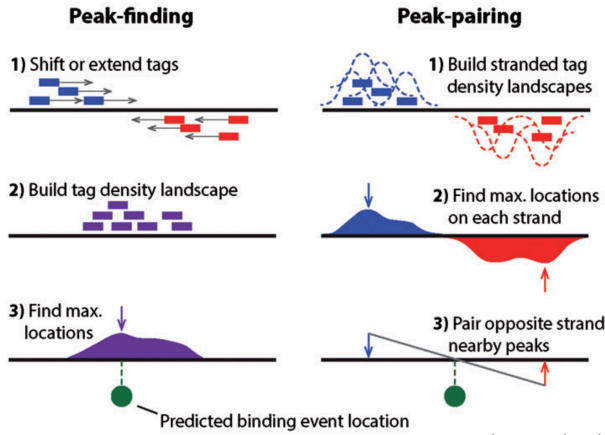 Peak-finding
1) Shift or extend tags
2) Build tag density landscape
3) Find max.
locations
Peak-pairing
1) Build stranded tag
density landscapes
2) Find max. locations
on each strand
3) Pair opposite strand
nearby peaks
Predicted binding event location